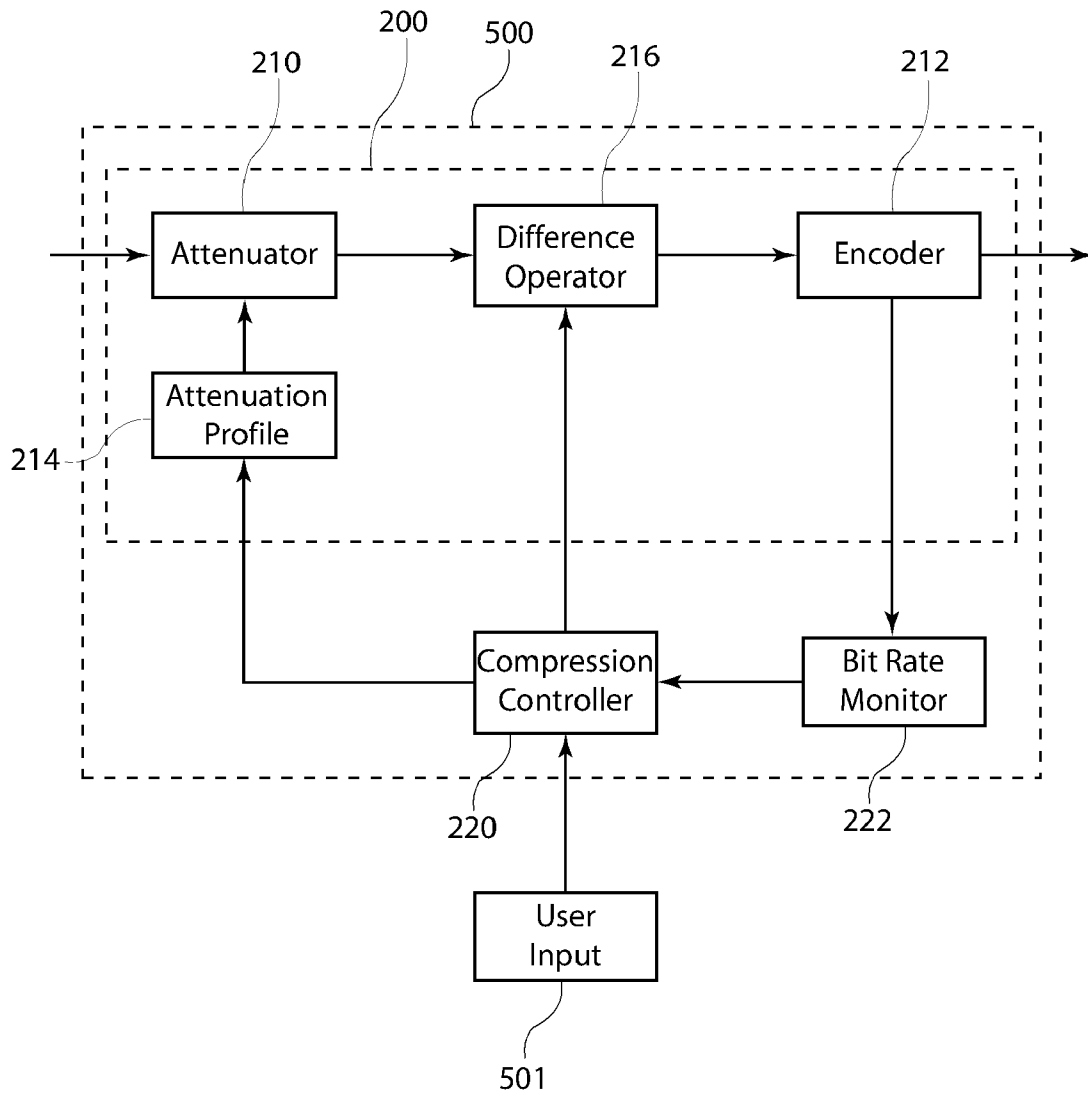 200
500
210
216
212
Attenuator
Difference
Operator
Encoder
Attenuation
Profile
214
Compression
Controller
Bit Rate
Monitor
220
222
User
Input
501